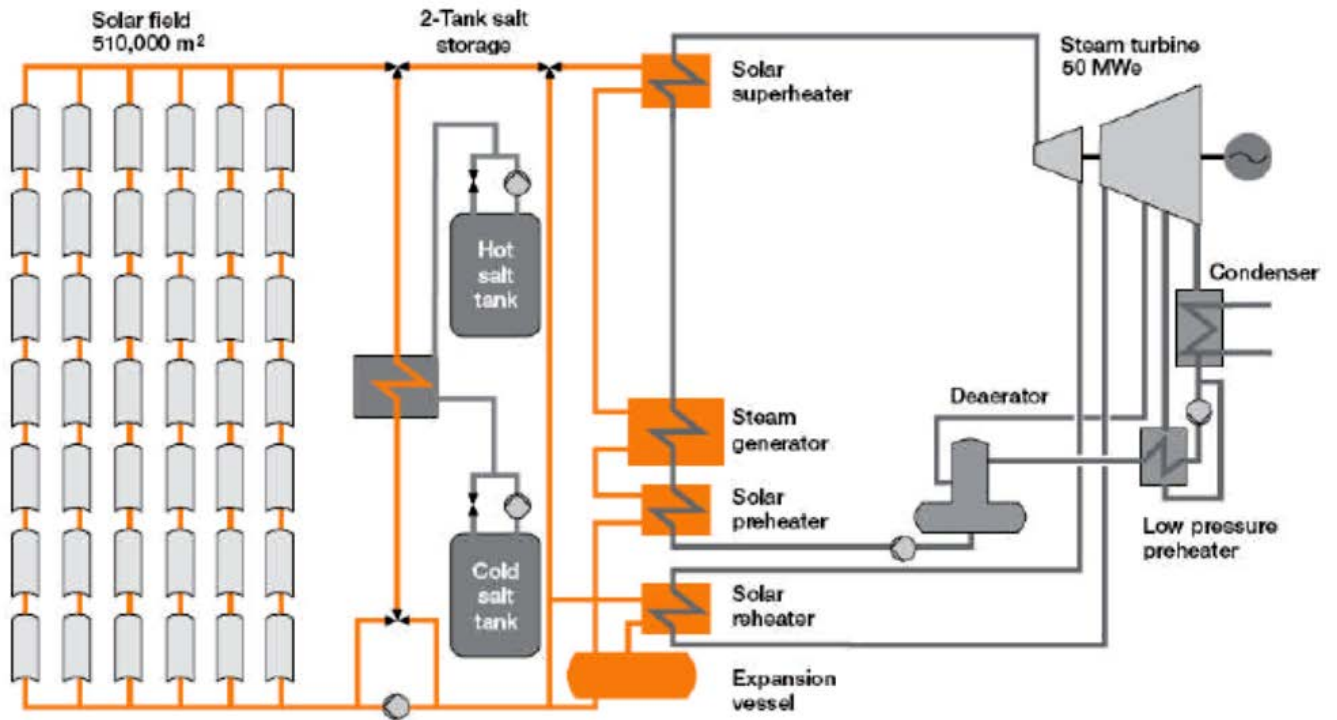 Solar field
510,000 m²
2-Tank salt
storage
Solar
superheater
Steam turbine
50 MWe
Hot
salt
tank
Condenser
Steam
generator
Deaerator
Solar
preheater
Low pressure
preheater
Cold
salt
tank
Solar
reheater
Expansion
vessel